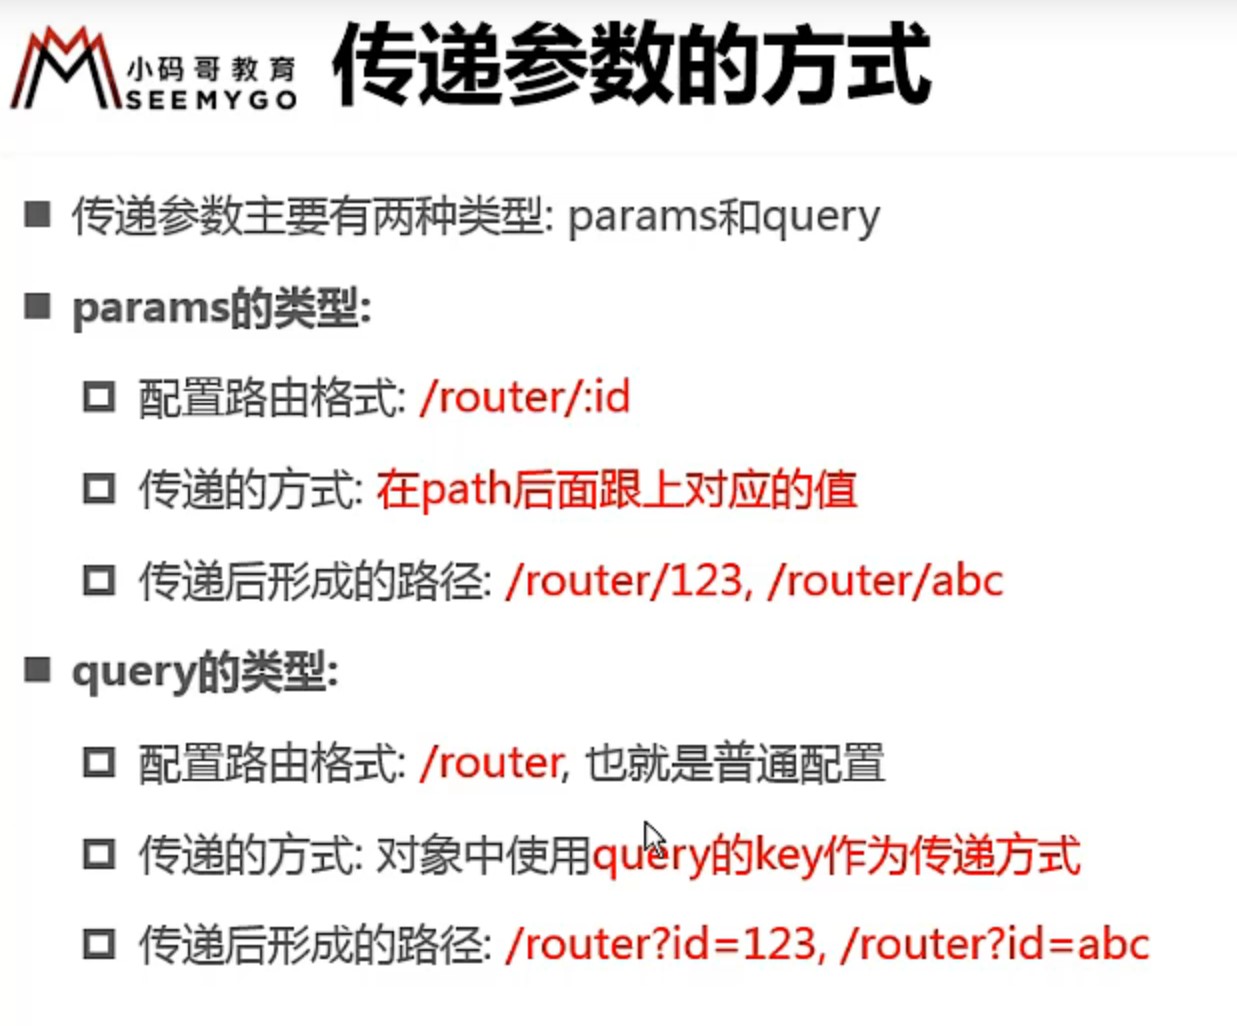 小码哥教育
SEEMYGO
传递参数的方式
传递参数主要有两种类型: params和query
params的类型:
配置路由格式: /router/:id
传递的方式: 在path后面跟上对应的值
传递后形成的路径: /router/123, /router/abc
query的类型:
配置路由格式: /router, 也就是普通配置
传递的方式: 对象中使用query的key作为传递方式
传递后形成的路径: /router?id=123, /router?id=abc